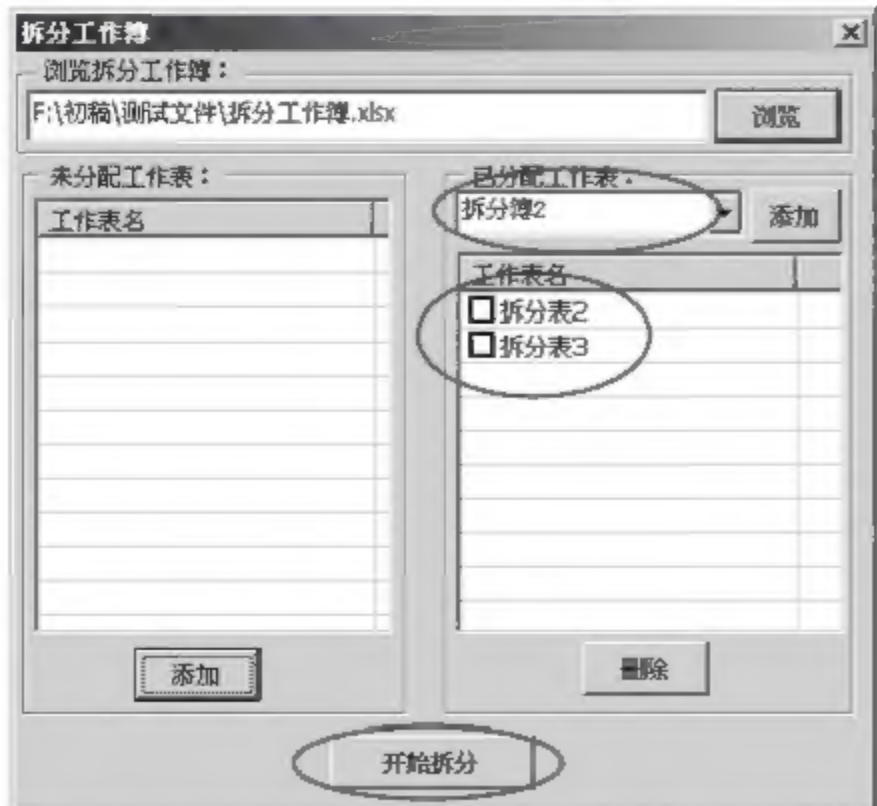 拆分工作簿
浏览拆分工作簿：
F:\初稿\测试文件\拆分工作簿.xlsx
浏览
未分配工作表：
已分配工作表：
工作表名
拆分簿2
添加
工作表名
拆分表2
拆分表3
添加
删除
开始拆分